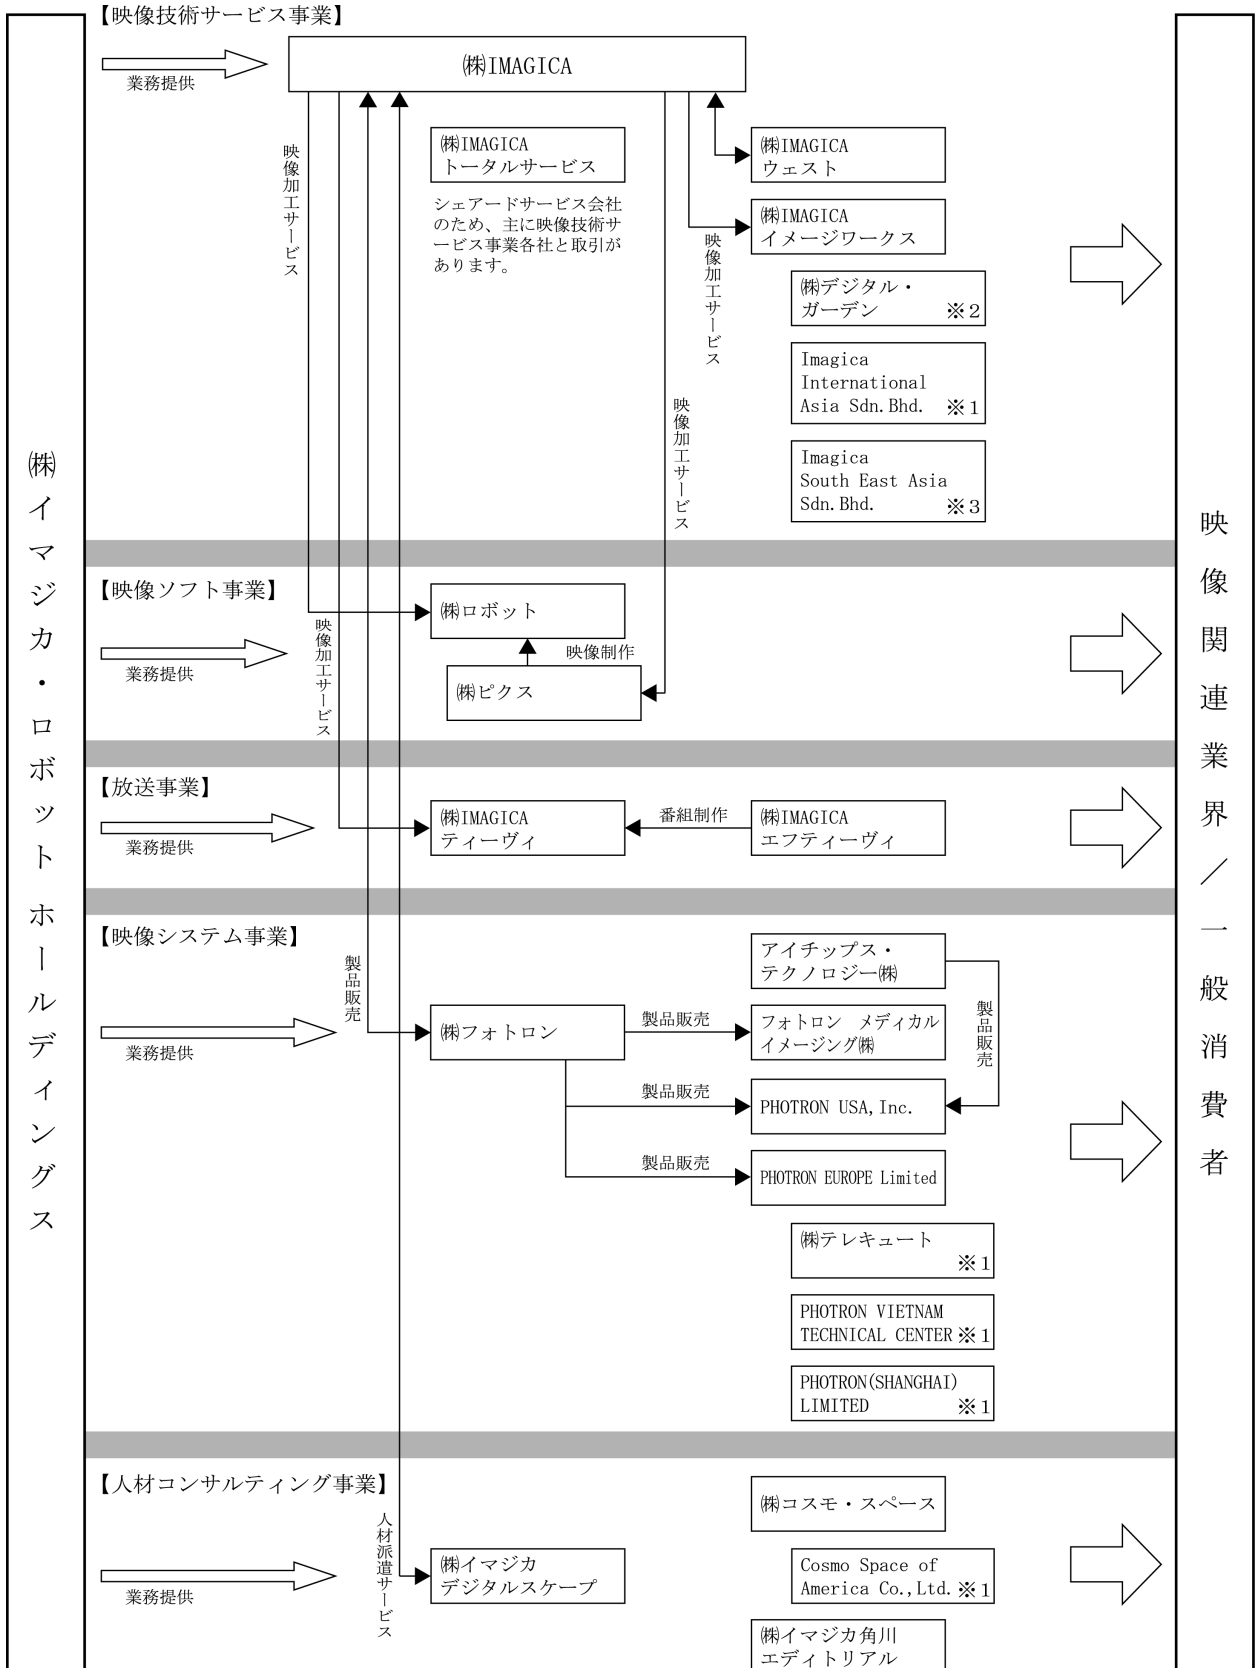 ㈱イマジカ・ロボット ホールディングス
【映像技術サービス事業】
業務提供
㈱IMAGICA
映像加工サービス
㈱IMAGICA
トータルサービス
シェアードサービス会社
のため、主に映像技術サ
ービス事業各社と取引が
あります。
㈱IMAGICA
ウェスト
㈱IMAGICA
イメージワークス
映像加工サービス
㈱デジタル・
ガーデン ※2
Imagica
International
Asia Sdn.Bhd. ※1
映像加工サービス
Imagica
South East Asia
Sdn.Bhd. ※3
【映像ソフト事業】
業務提供
映像加工サービス
㈱ロボット
映像制作
㈱ピクス
【放送事業】
業務提供
㈱IMAGICA
ティーヴィ
番組制作
㈱IMAGICA
エフティーヴィ
【映像システム事業】
業務提供
製品販売
㈱フォトロン
アイチップス・
テクノロジー㈱
製品販売
製品販売
フォトロン　メディカル
イメージング㈱
製品販売
PHOTRON USA,Inc.
製品販売
PHOTRON EUROPE Limited
㈱テレキュート
※1
PHOTRON VIETNAM
TECHNICAL CENTER ※1
PHOTRON(SHANGHAI)
LIMITED ※1
【人材コンサルティング事業】
業務提供
人材派遣サービス
㈱イマジカ
デジタルスケープ
㈱コスモ・スペース
Cosmo Space of
America Co.,Ltd. ※1
㈱イマジカ角川
エディトリアル
映像関連業界／一般消費者